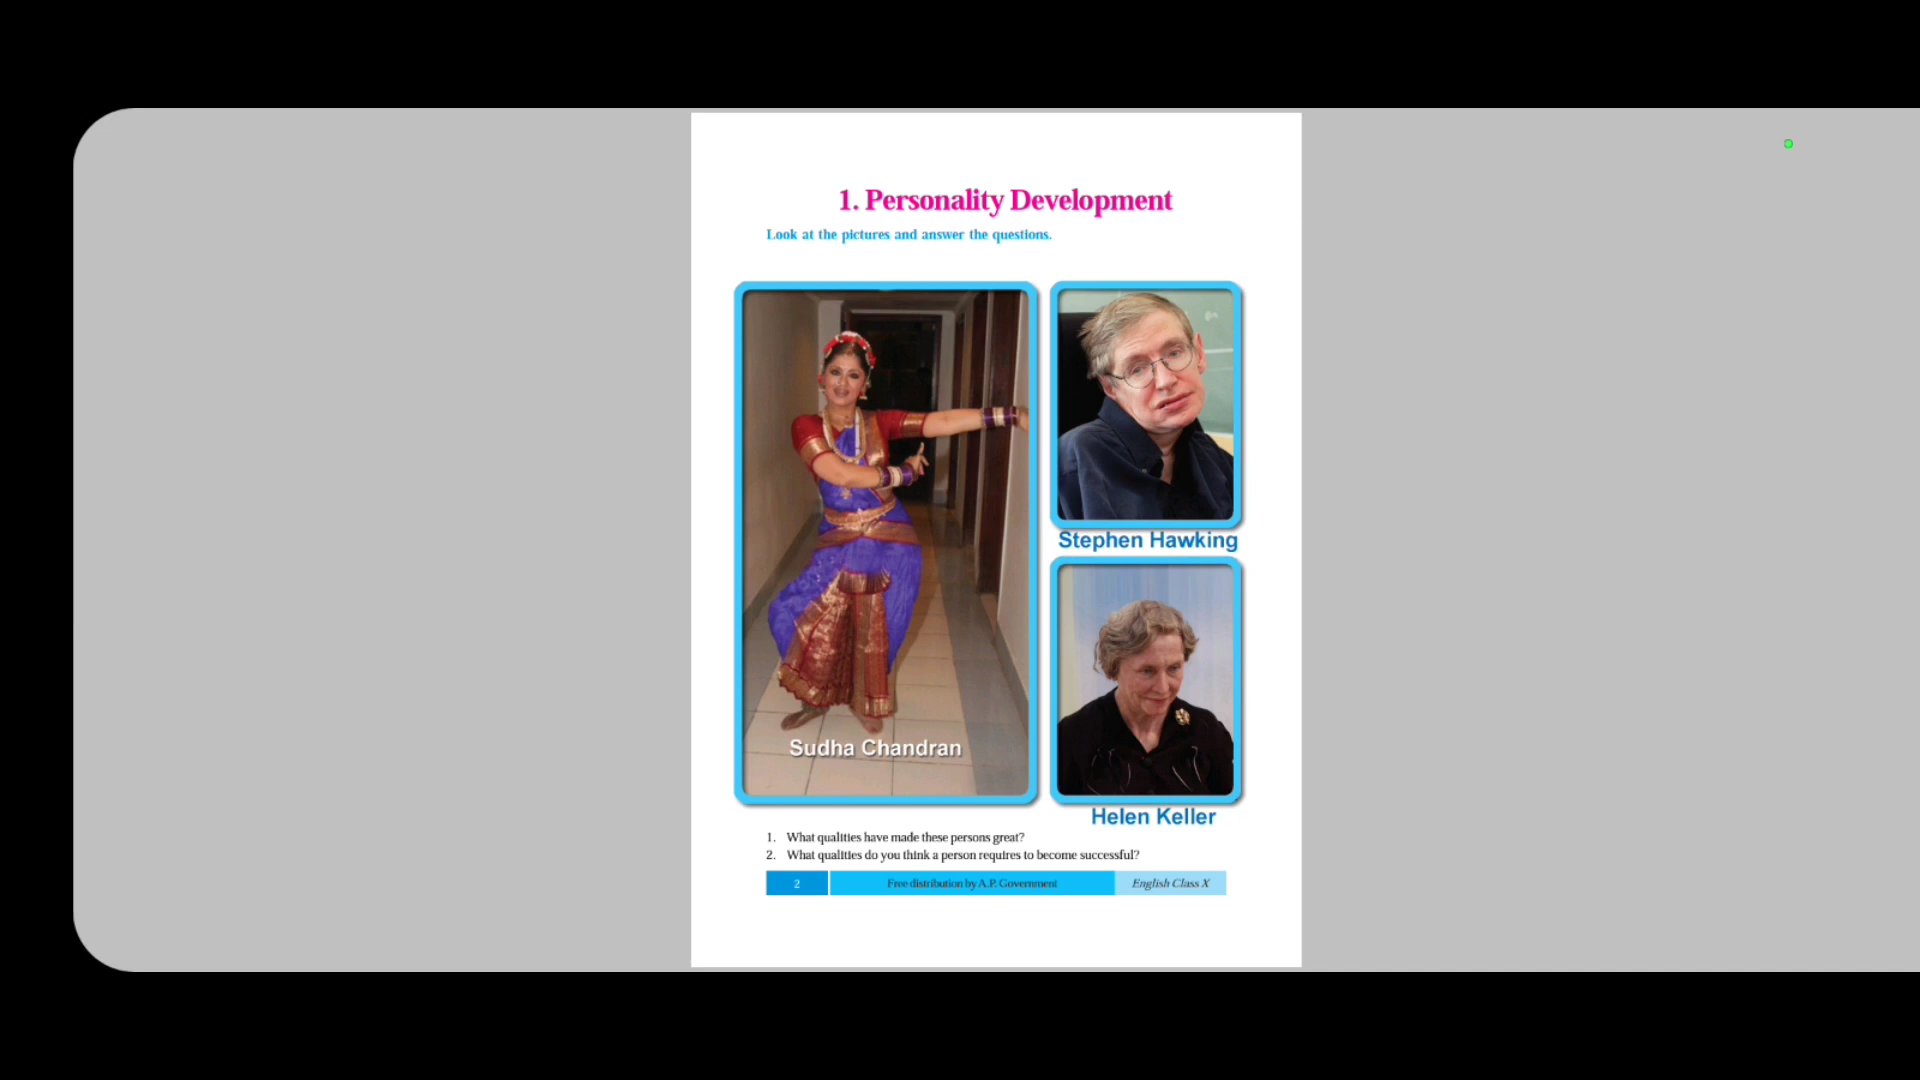 1. Personality Development
Look at the pictures and answer the questions.
Sudha Chandran
Stephen Hawking
Helen Keller
1. What qualities have made these persons great?
2. What qualities do you think a person requires to become successful?
2 Free distribution by A.P. Government English Class X